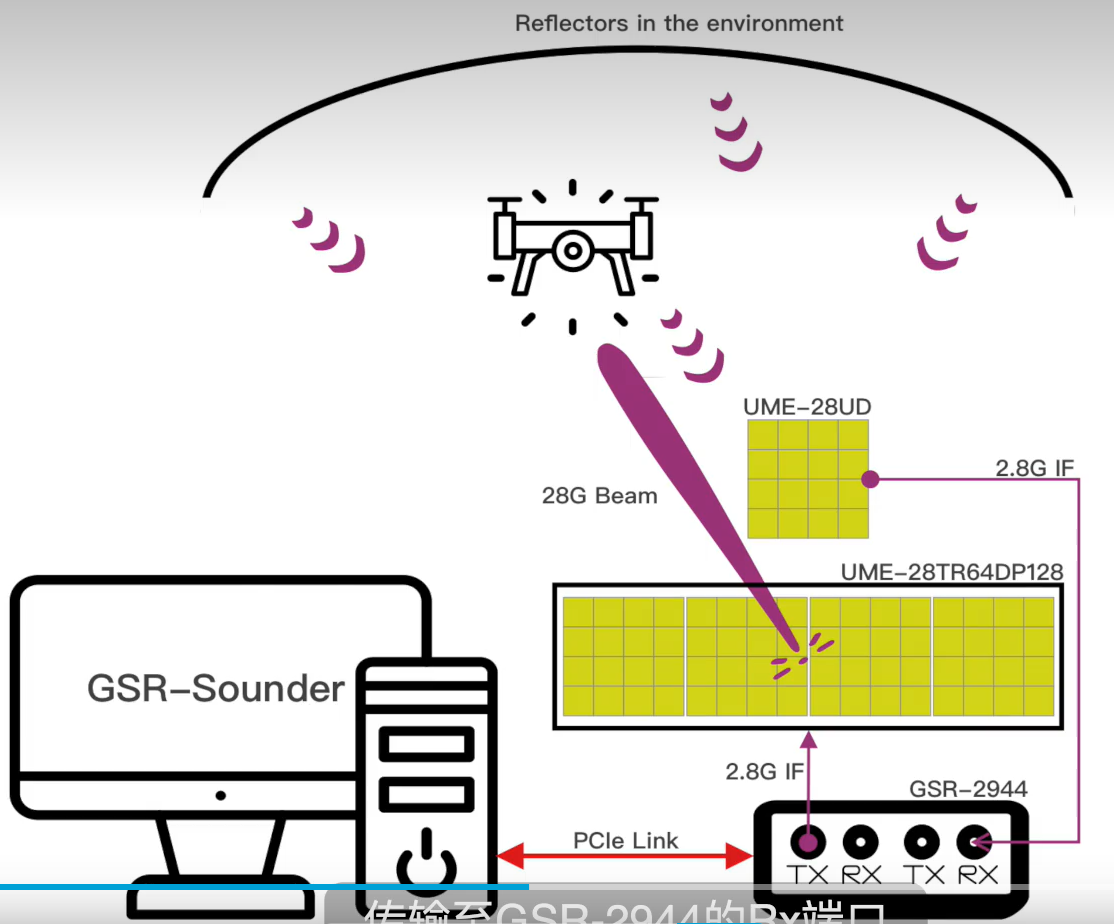 Reflectors in the environment
UME-28UD
2.8G IF
28G Beam
UME-28TR64DP128
GSR-Sounder
2.8G IF
GSR-2944
PCIe Link
TX RX TX RX
传输至GSR-2944的Rx端口